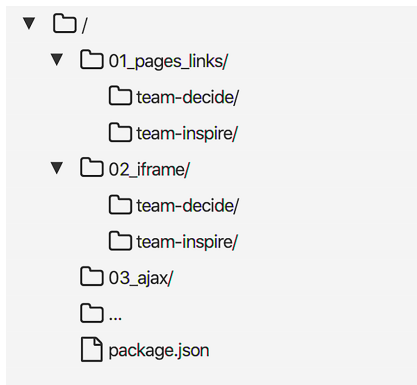 /
01_pages_links/
team-decide/
team-inspire/
02_iframe/
team-decide/
team-inspire/
03_ajax/
...
package.json